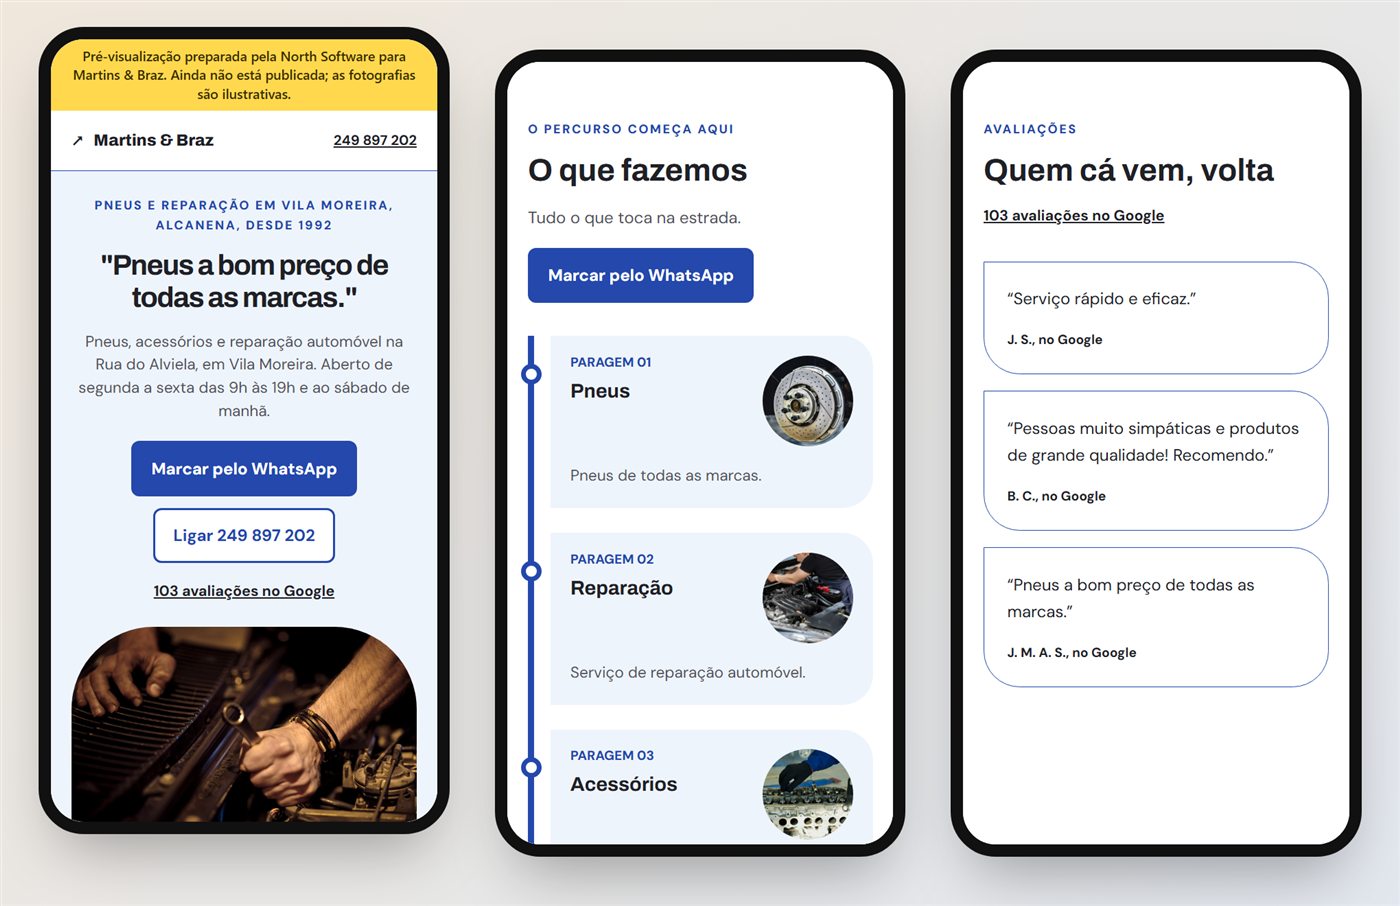 Pré-visualização preparada pela North Software para
Martins & Braz. Ainda não está publicada; as fotografias
são ilustrativas.
↗ Martins & Braz
249 897 202
PNEUS E REPARAÇÃO EM VILA MOREIRA,
ALCANENA, DESDE 1992
"Pneus a bom preço de
todas as marcas."
Pneus, acessórios e reparação automóvel na
Rua do Alviela, em Vila Moreira. Aberto de
segunda a sexta das 9h às 19h e ao sábado de
manhã.
Marcar pelo WhatsApp
Ligar 249 897 202
103 avaliações no Google
O PERCURSO COMEÇA AQUI
O que fazemos
Tudo o que toca na estrada.
Marcar pelo WhatsApp
PARAGEM 01
Pneus
Pneus de todas as marcas.
PARAGEM 02
Reparação
Serviço de reparação automóvel.
PARAGEM 03
Acessórios
AVALIAÇÕES
Quem cá vem, volta
103 avaliações no Google
“Serviço rápido e eficaz.”
J. S., no Google
“Pessoas muito simpáticas e produtos
de grande qualidade! Recomendo.”
B. C., no Google
“Pneus a bom preço de todas as
marcas.”
J. M. A. S., no Google